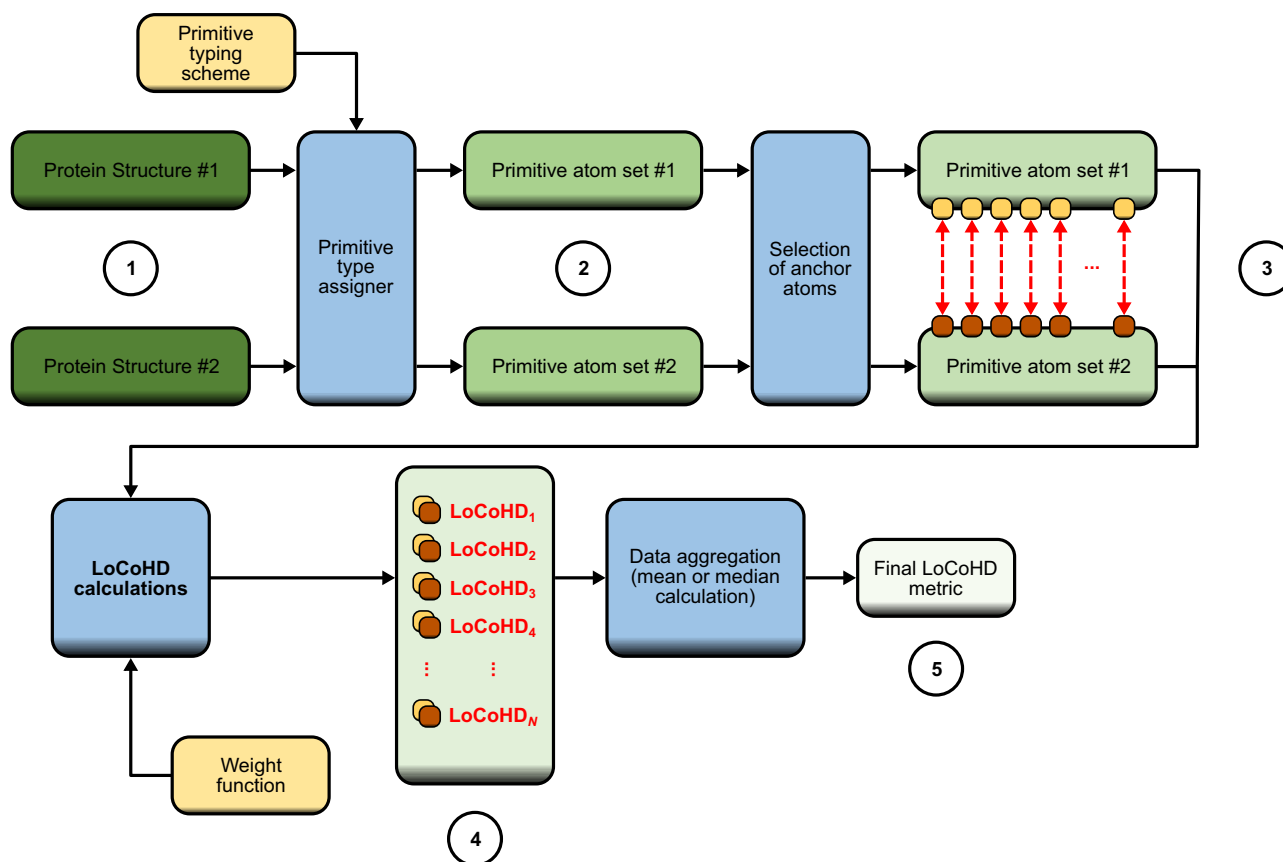 Primitive
typing
scheme
Protein Structure #1
Primitive atom set #1
Primitive atom set #1
1
Primitive
type
assigner
2
Selection
of anchor
atoms
...
3
Protein Structure #2
Primitive atom set #2
Primitive atom set #2
LoCoHD
calculations
LoCoHD1
LoCoHD2
LoCoHD3
LoCoHD4
⋮ ⋮
LoCoHDN
Data aggregation
(mean or median
calculation)
Final LoCoHD
metric
5
Weight
function
4